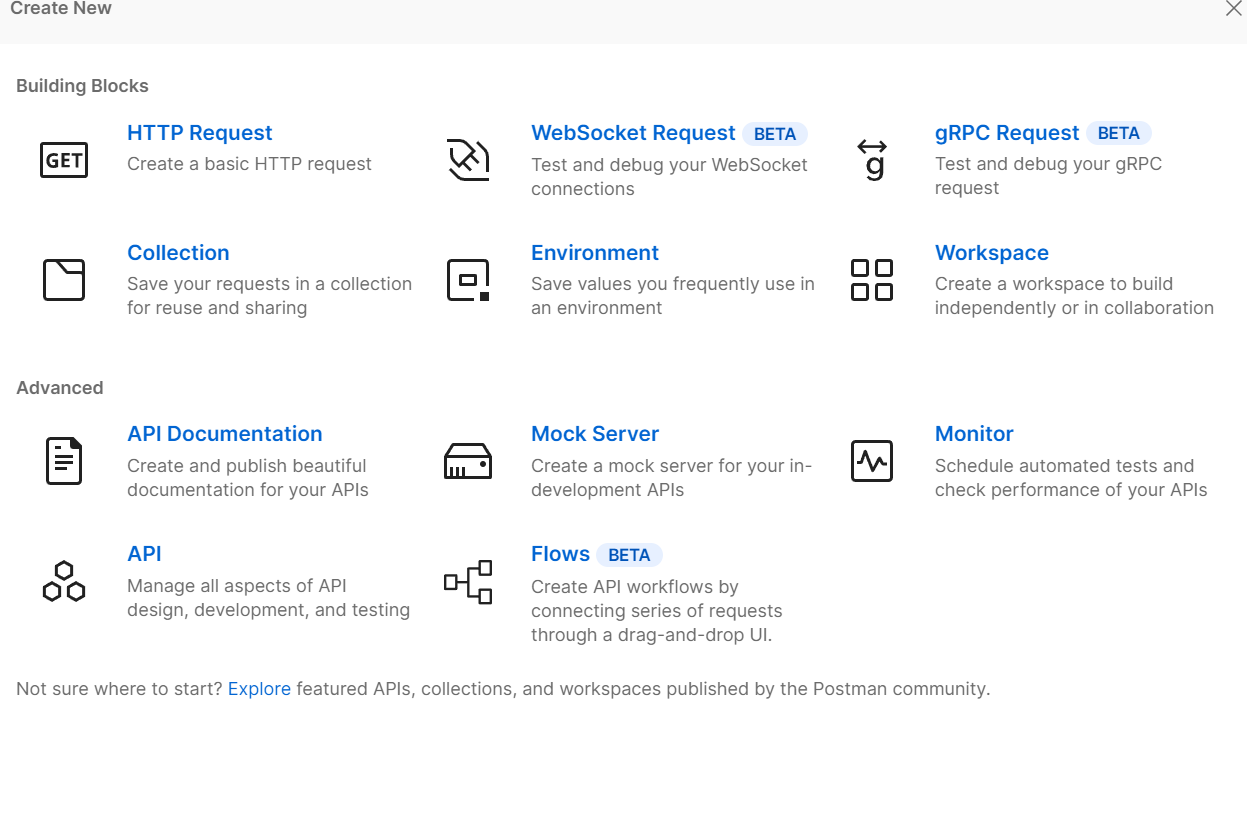 Create New
Building Blocks
GET
HTTP Request
Create a basic HTTP request
WebSocket Request BETA
Test and debug your WebSocket
connections
g
gRPC Request BETA
Test and debug your gRPC
request
Collection
Save your requests in a collection
for reuse and sharing
Environment
Save values you frequently use in
an environment
Workspace
Create a workspace to build
independently or in collaboration
Advanced
API Documentation
Create and publish beautiful
documentation for your APIs
Mock Server
Create a mock server for your in-
development APIs
Monitor
Schedule automated tests and
check performance of your APIs
API
Manage all aspects of API
design, development, and testing
Flows BETA
Create API workflows by
connecting series of requests
through a drag-and-drop UI.
Not sure where to start? Explore featured APIs, collections, and workspaces published by the Postman community.